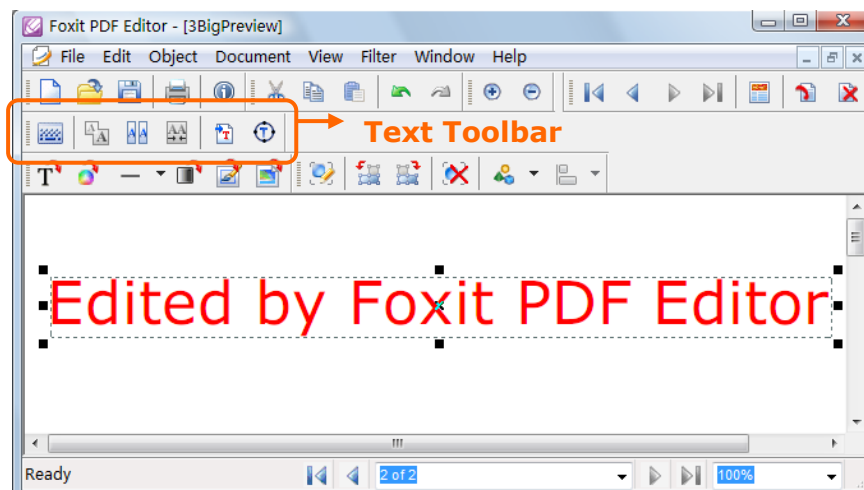 Foxit PDF Editor - [3BigPreview]
File Edit Object Document View Filter Window Help
Text Toolbar
Edited by Foxit PDF Editor
Ready 2 of 2 100%